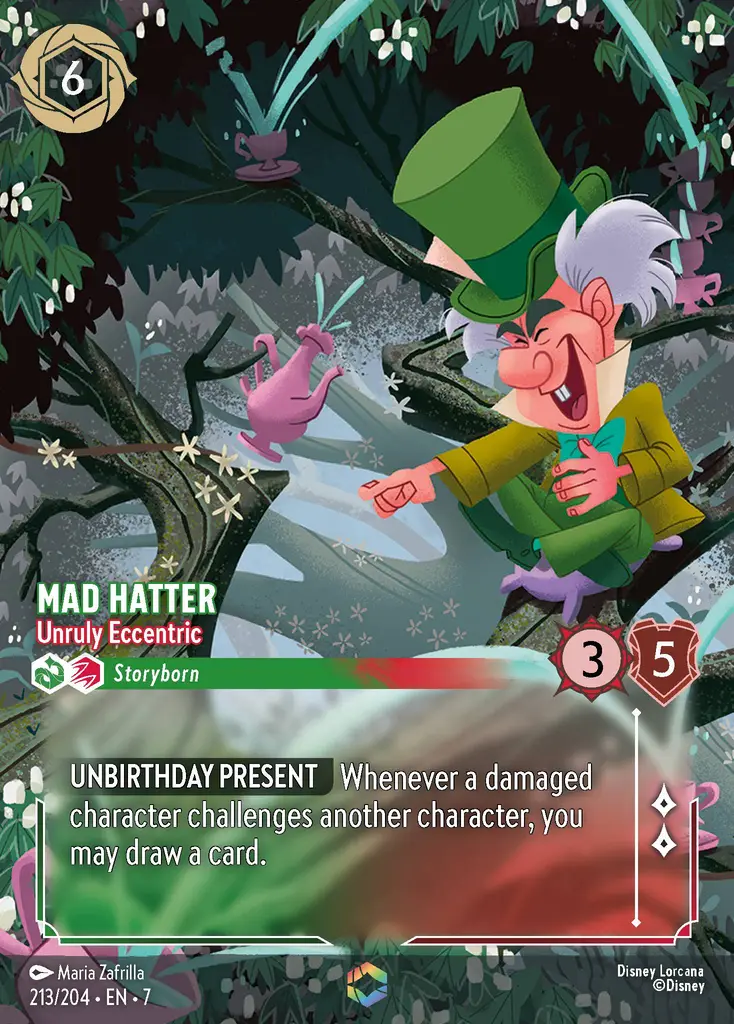 6
MAD HATTER
Unruly Eccentric
Storyborn
3
5
UNBIRTHDAY PRESENT Whenever a damaged
character challenges another character, you
may draw a card.
Maria Zafrilla
Disney Lorcana
213/204 • EN • 7
©Disney